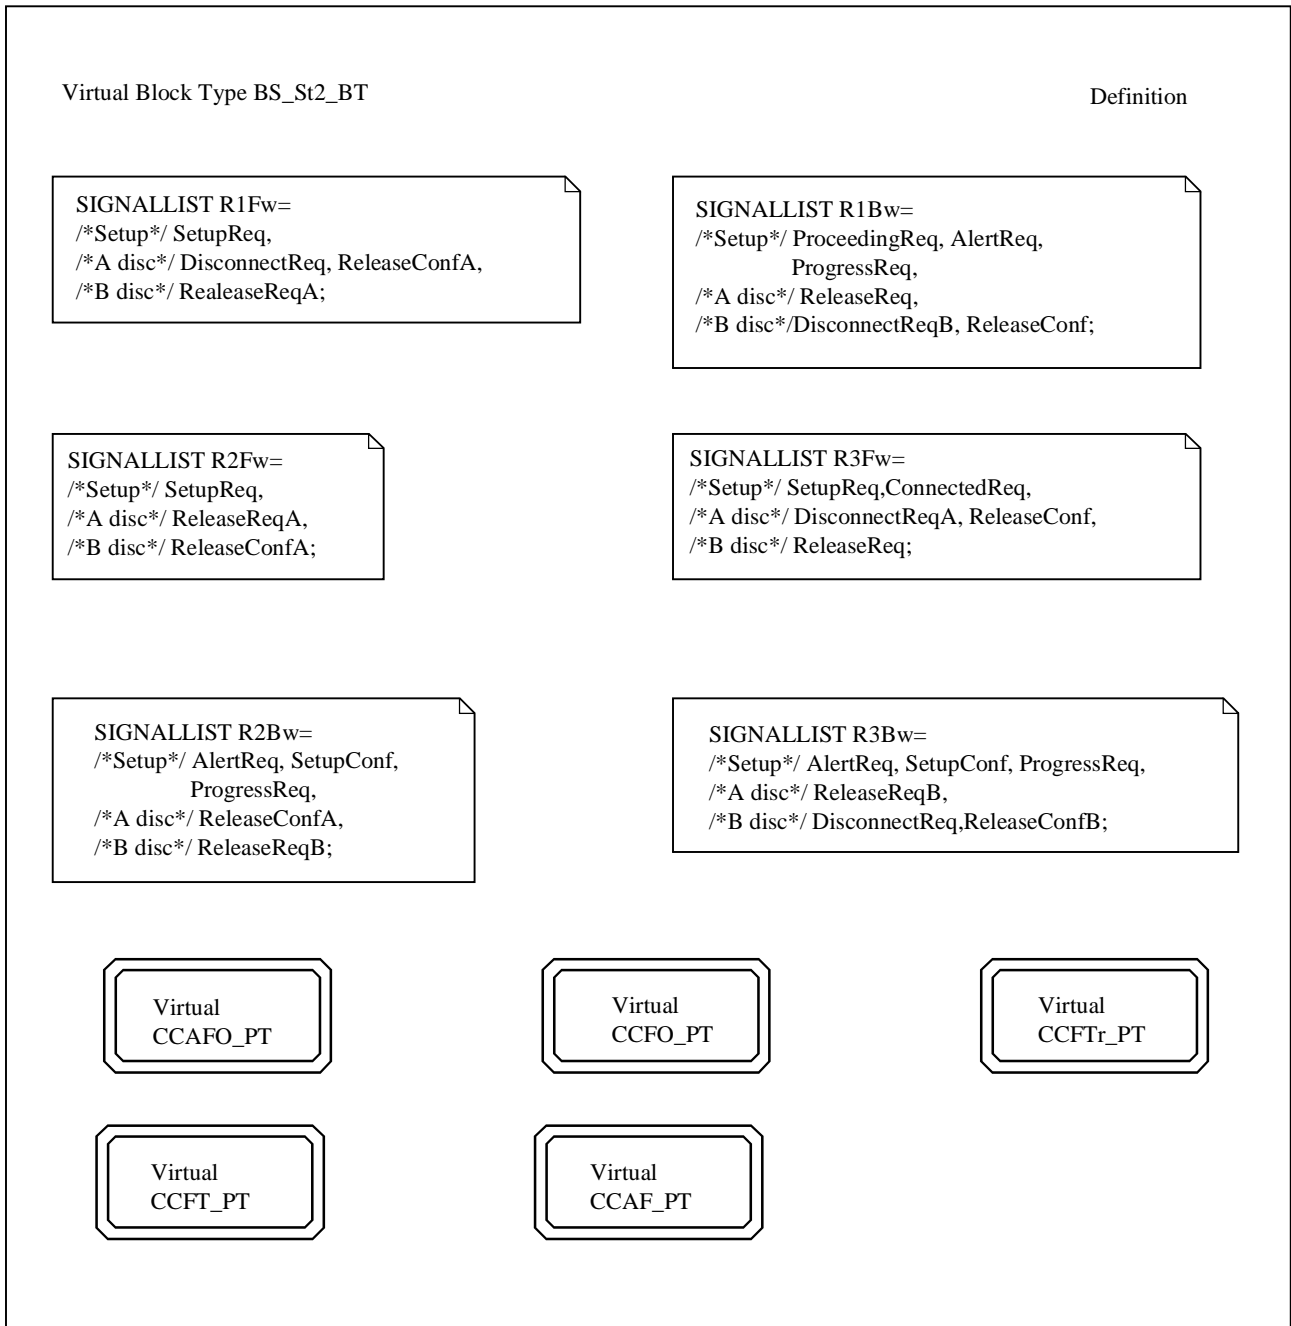 Virtual Block Type BS_St2_BT
Definition
SIGNALLIST R1Fw=
/*Setup*/ SetupReq,
/*A disc*/ DisconnectReq, ReleaseConfA,
/*B disc*/ RealeaseReqA;
SIGNALLIST R1Bw=
/*Setup*/ ProceedingReq, AlertReq,
ProgressReq,
/*A disc*/ ReleaseReq,
/*B disc*/DisconnectReqB, ReleaseConf;
SIGNALLIST R2Fw=
/*Setup*/ SetupReq,
/*A disc*/ ReleaseReqA,
/*B disc*/ ReleaseConfA;
SIGNALLIST R3Fw=
/*Setup*/ SetupReq,ConnectedReq,
/*A disc*/ DisconnectReqA, ReleaseConf,
/*B disc*/ ReleaseReq;
SIGNALLIST R2Bw=
/*Setup*/ AlertReq, SetupConf,
ProgressReq,
/*A disc*/ ReleaseConfA,
/*B disc*/ ReleaseReqB;
SIGNALLIST R3Bw=
/*Setup*/ AlertReq, SetupConf, ProgressReq,
/*A disc*/ ReleaseReqB,
/*B disc*/ DisconnectReq,ReleaseConfB;
Virtual
CCAFO_PT
Virtual
CCFO_PT
Virtual
CCFTr_PT
Virtual
CCFT_PT
Virtual
CCAF_PT